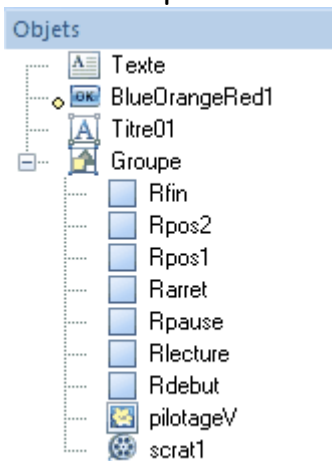 Objets
Texte
OK
BlueOrangeRed1
Titre01
Groupe
Rfin
Rpos2
Rpos1
Rarret
Rpause
Rlecture
Rdebut
pilotageV
scrat1